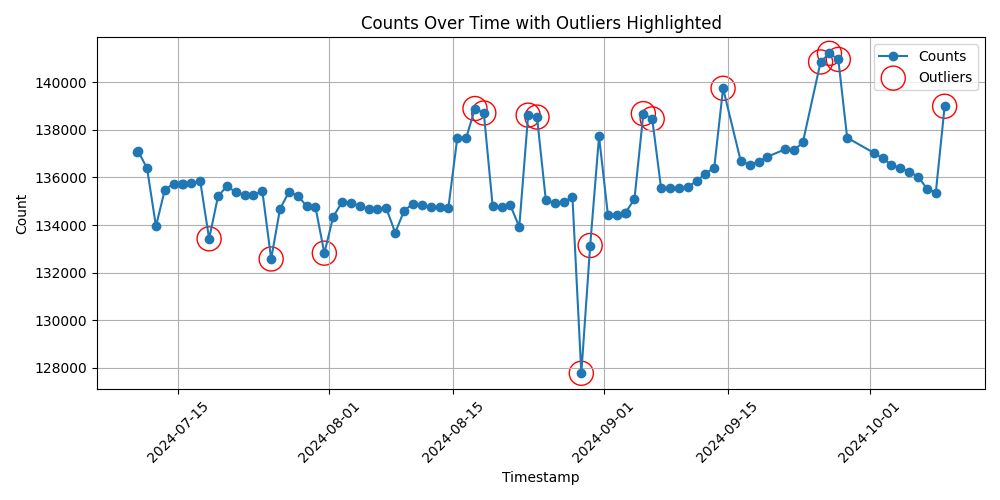 Counts Over Time with Outliers Highlighted
Counts
Outliers
140000
138000
136000
134000
132000
130000
128000
Count
2024-07-15
2024-08-01
2024-08-15
2024-09-01
2024-09-15
2024-10-01
Timestamp